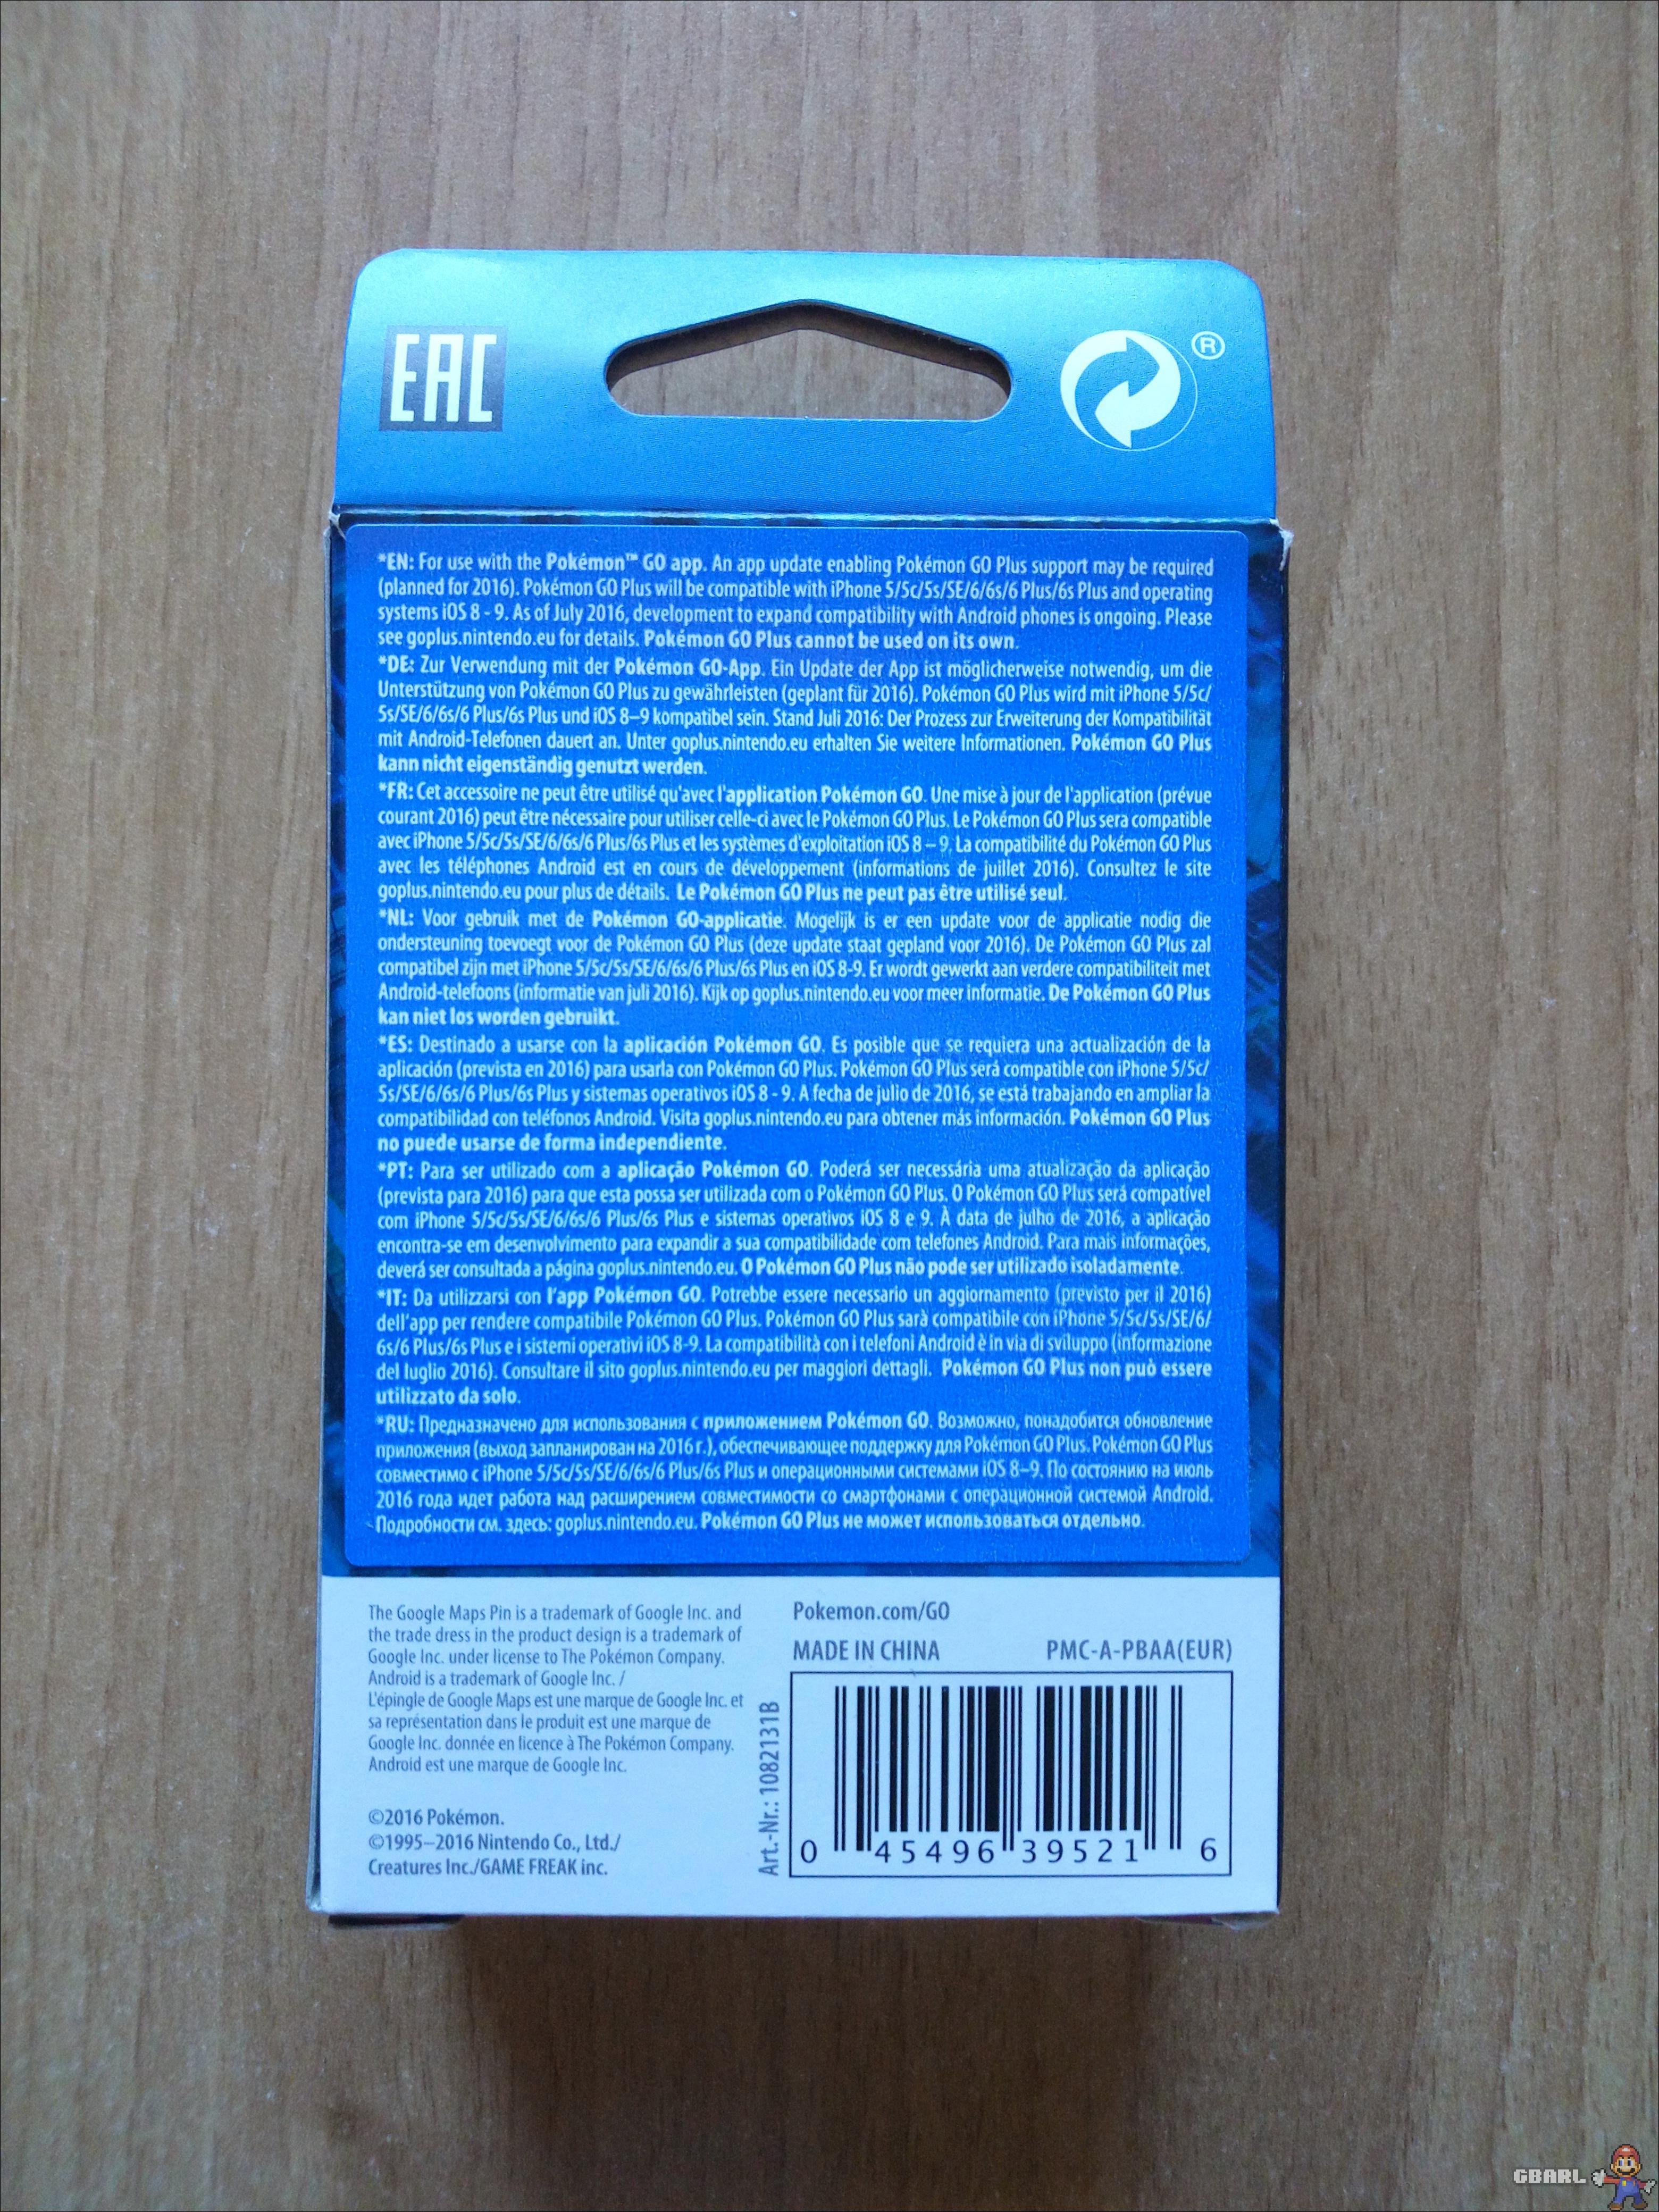 EAC
®
*EN: For use with the Pokémon™ GO app. An app update enabling Pokémon GO Plus support may be required
(planned for 2016). Pokémon GO Plus will be compatible with iPhone 5/5c/5s/SE/6/6s/6 Plus/6s Plus and operating
systems iOS 8 - 9. As of July 2016, development to expand compatibility with Android phones is ongoing. Please
see goplus.nintendo.eu for details. Pokémon GO Plus cannot be used on its own.
*DE: Zur Verwendung mit der Pokémon GO-App. Ein Update der App ist möglicherweise notwendig, um die
Unterstützung von Pokémon GO Plus zu gewährleisten (geplant für 2016). Pokémon GO Plus wird mit iPhone 5/5c/
5s/SE/6/6s/6 Plus/6s Plus und iOS 8–9 kompatibel sein. Stand Juli 2016: Der Prozess zur Erweiterung der Kompatibilität
mit Android-Telefonen dauert an. Unter goplus.nintendo.eu erhalten Sie weitere Informationen. Pokémon GO Plus
kann nicht eigenständig genutzt werden.
*FR: Cet accessoire ne peut être utilisé qu'avec l'application Pokémon GO. Une mise à jour de l'application (prévue
courant 2016) peut être nécessaire pour utiliser celle-ci avec le Pokémon GO Plus. Le Pokémon GO Plus sera compatible
avec iPhone 5/5c/5s/SE/6/6s/6 Plus/6s Plus et les systèmes d'exploitation iOS 8 – 9. La compatibilité du Pokémon GO Plus
avec les téléphones Android est en cours de développement (informations de juillet 2016). Consultez le site
goplus.nintendo.eu pour plus de détails. Le Pokémon GO Plus ne peut pas être utilisé seul.
*NL: Voor gebruik met de Pokémon GO-applicatie. Mogelijk is er een update voor de applicatie nodig die
ondersteuning toevoegt voor de Pokémon GO Plus (deze update staat gepland voor 2016). De Pokémon GO Plus zal
compatibel zijn met iPhone 5/5c/5s/SE/6/6s/6 Plus/6s Plus en iOS 8-9. Er wordt gewerkt aan verdere compatibiliteit met
Android-telefoons (informatie van juli 2016). Kijk op goplus.nintendo.eu voor meer informatie. De Pokémon GO Plus
kan niet los worden gebruikt.
*ES: Destinado a usarse con la aplicación Pokémon GO. Es posible que se requiera una actualización de la
aplicación (prevista en 2016) para usarla con Pokémon GO Plus. Pokémon GO Plus será compatible con iPhone 5/5c/
5s/SE/6/6s/6 Plus/6s Plus y sistemas operativos iOS 8 - 9. A fecha de julio de 2016, se está trabajando en ampliar la
compatibilidad con teléfonos Android. Visita goplus.nintendo.eu para obtener más información. Pokémon GO Plus
no puede usarse de forma independiente.
*PT: Para ser utilizado com a aplicação Pokémon GO. Poderá ser necessária uma atualização da aplicação
(prevista para 2016) para que esta possa ser utilizada com o Pokémon GO Plus. O Pokémon GO Plus será compatível
com iPhone 5/5c/5s/SE/6/6s/6 Plus/6s Plus e sistemas operativos iOS 8 e 9. À data de julho de 2016, a aplicação
encontra-se em desenvolvimento para expandir a sua compatibilidade com telefones Android. Para mais informações,
deverá ser consultada a página goplus.nintendo.eu. O Pokémon GO Plus não pode ser utilizado isoladamente.
*IT: Da utilizzarsi con l'app Pokémon GO. Potrebbe essere necessario un aggiornamento (previsto per il 2016)
dell'app per rendere compatibile Pokémon GO Plus. Pokémon GO Plus sarà compatibile con iPhone 5/5c/5s/SE/6/
6s/6 Plus/6s Plus e i sistemi operativi iOS 8-9. La compatibilità con i telefoni Android è in via di sviluppo (informazione
del luglio 2016). Consultare il sito goplus.nintendo.eu per maggiori dettagli. Pokémon GO Plus non può essere
utilizzato da solo.
*RU: Предназначено для использования с приложением Pokémon GO. Возможно, понадобится обновление
приложения (выход запланирован на 2016 г.), обеспечивающее поддержку для Pokémon GO Plus. Pokémon GO Plus
совместимо с iPhone 5/5c/5s/SE/6/6s/6 Plus/6s Plus и операционными системами iOS 8–9. По состоянию на июль
2016 года идет работа над расширением совместимости со смартфонами с операционной системой Android.
Подробности см. здесь: goplus.nintendo.eu. Pokémon GO Plus не может использоваться отдельно.
The Google Maps Pin is a trademark of Google Inc. and
the trade dress in the product design is a trademark of
Google Inc. under license to The Pokémon Company.
Android is a trademark of Google Inc. /
L'épingle de Google Maps est une marque de Google Inc. et
sa représentation dans le produit est une marque de
Google Inc. donnée en licence à The Pokémon Company.
Android est une marque de Google Inc.
©2016 Pokémon.
©1995–2016 Nintendo Co., Ltd./
Creatures Inc./GAME FREAK inc.
Pokemon.com/GO
MADE IN CHINA PMC-A-PBAA(EUR)
Art.-Nr.: 1082131B
0 45496 39521 6
GBARL